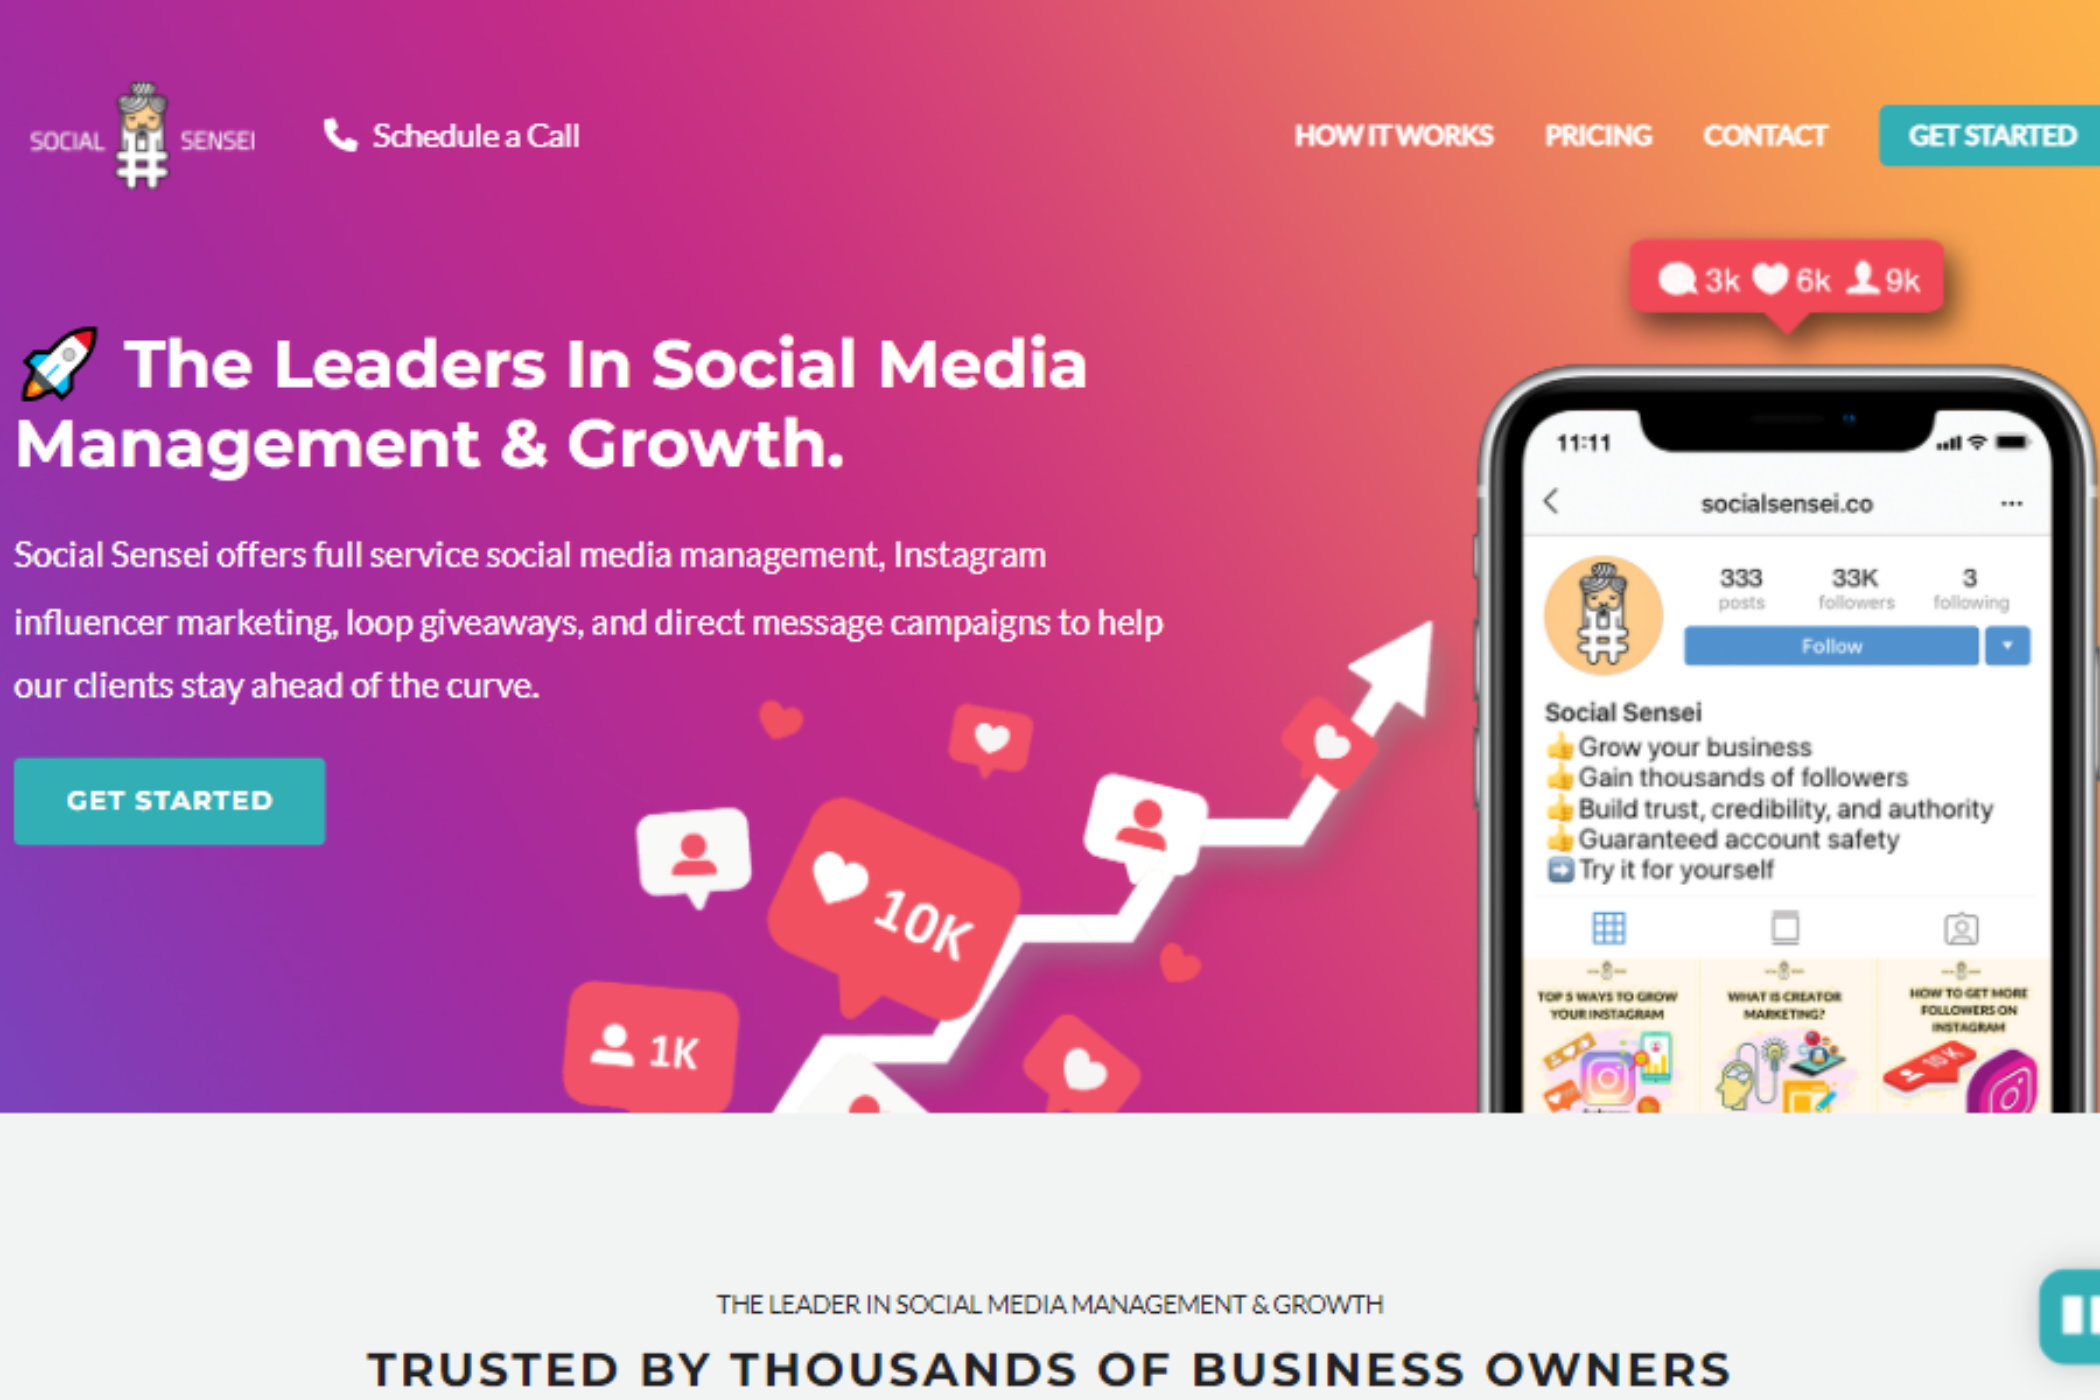 SOCIAL SENSEI
Schedule a Call
HOW IT WORKS
PRICING
CONTACT
GET STARTED
3k 6k 9k
🚀 The Leaders In Social Media
Management & Growth.
Social Sensei offers full service social media management, Instagram
influencer marketing, loop giveaways, and direct message campaigns to help
our clients stay ahead of the curve.
GET STARTED
10K
1K
11:11
socialsensei.co
333 33K 3
posts followers following
Follow
Social Sensei
👍Grow your business
👍Gain thousands of followers
👍Build trust, credibility, and authority
👍Guaranteed account safety
➡️Try it for yourself
TOP 5 WAYS TO GROW
YOUR INSTAGRAM
WHAT IS CREATOR
MARKETING?
HOW TO GET MORE
FOLLOWERS ON
INSTAGRAM
10 K
THE LEADER IN SOCIAL MEDIA MANAGEMENT & GROWTH
TRUSTED BY THOUSANDS OF BUSINESS OWNERS